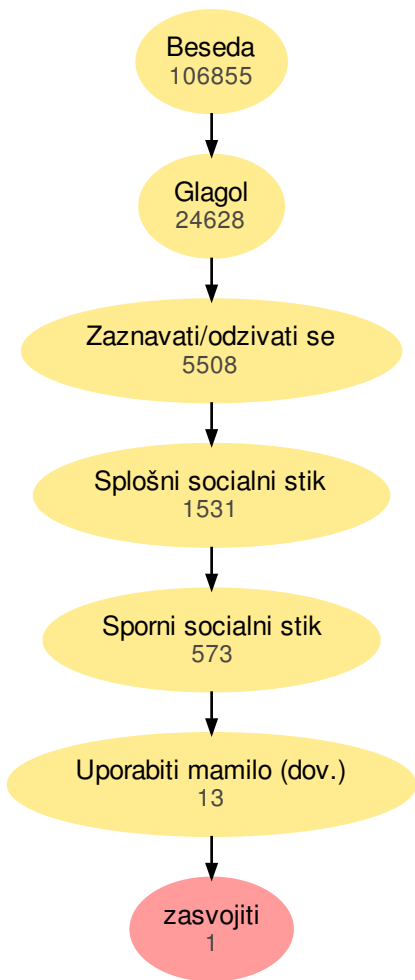 Beseda
106855
Glagol
24628
Zaznavati/odzivati se
5508
Splošni socialni stik
1531
Sporni socialni stik
573
Uporabiti mamilo (dov.)
13
zasvojiti
1